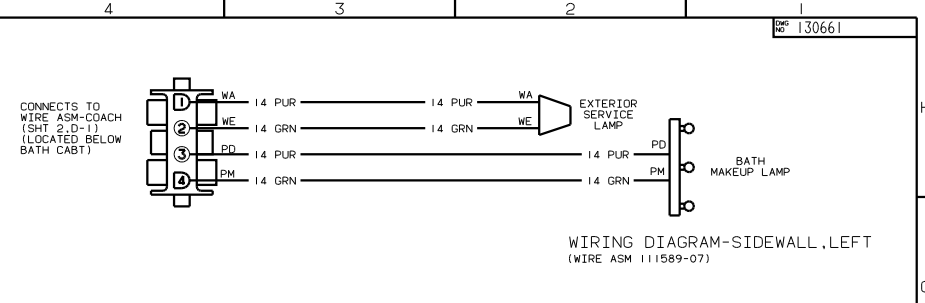 4 3 2 1
DWG NO 130661
H
CONNECTS TO
WIRE ASM-COACH
(SHT 2,D-1)
(LOCATED BELOW
BATH CABT)
1 WA 14 PUR 14 PUR WA
2 WE 14 GRN 14 GRN WE
EXTERIOR
SERVICE
LAMP
3 PD 14 PUR 14 PUR PD
4 PM 14 GRN 14 GRN PM
BATH
MAKEUP LAMP
WIRING DIAGRAM-SIDEWALL,LEFT
(WIRE ASM 111589-07)